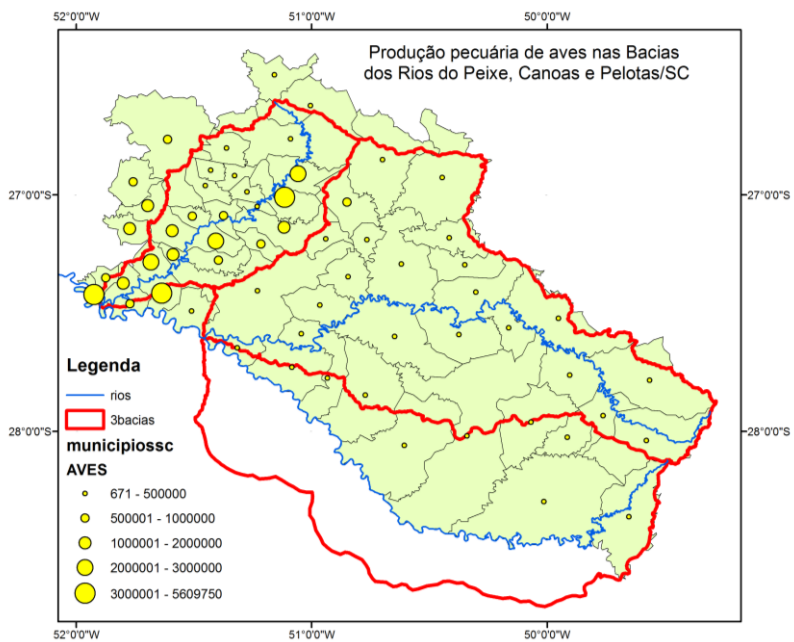 52°0'0"W 51°0'0"W 50°0'0"W
Produção pecuária de aves nas Bacias
dos Rios do Peixe, Canoas e Pelotas/SC
27°0'0"S 27°0'0"S
Legenda
rios
3bacias
28°0'0"S 28°0'0"S
municipiossc
AVES
671 - 500000
500001 - 1000000
1000001 - 2000000
2000001 - 3000000
3000001 - 5609750
52°0'0"W 51°0'0"W 50°0'0"W